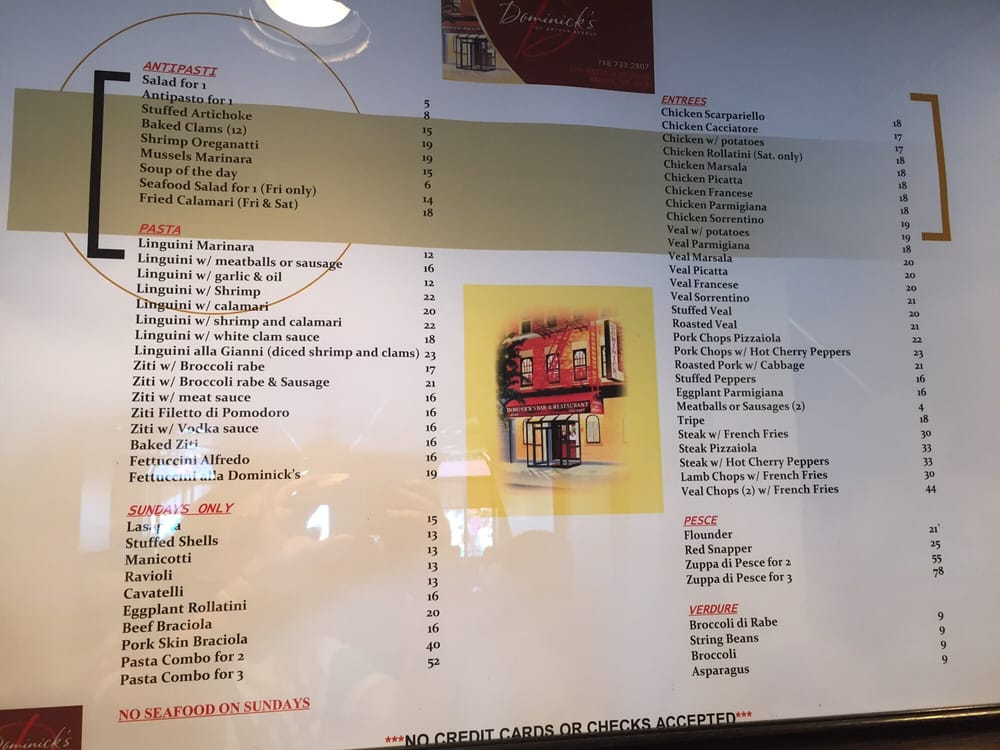 Dominick's
OF ARTHUR AVENUE
718.733.2807
ANTIPASTI
Salad for 1 5
Antipasto for 1 8
Stuffed Artichoke 15
Baked Clams (12) 19
Shrimp Oreganatti 19
Mussels Marinara 15
Soup of the day 6
Seafood Salad for 1 (Fri only) 14
Fried Calamari (Fri & Sat) 18
PASTA
Linguini Marinara 12
Linguini w/ meatballs or sausage 16
Linguini w/ garlic & oil 12
Linguini w/ Shrimp 22
Linguini w/ calamari 20
Linguini w/ shrimp and calamari 22
Linguini w/ white clam sauce 18
Linguini alla Gianni (diced shrimp and clams) 23
Ziti w/ Broccoli rabe 17
Ziti w/ Broccoli rabe & Sausage 21
Ziti w/ meat sauce 16
Ziti Filetto di Pomodoro 16
Ziti w/ Vodka sauce 16
Baked Ziti 16
Fettuccini Alfredo 16
Fettuccini alla Dominick's 19
SUNDAYS ONLY
Lasagna 15
Stuffed Shells 13
Manicotti 13
Ravioli 13
Cavatelli 13
Eggplant Rollatini 16
Beef Braciola 20
Pork Skin Braciola 16
Pasta Combo for 2 40
Pasta Combo for 3 52
NO SEAFOOD ON SUNDAYS
ENTREES
Chicken Scarpariello 18
Chicken Cacciatore 17
Chicken w/ potatoes 17
Chicken Rollatini (Sat. only) 18
Chicken Marsala 18
Chicken Picatta 18
Chicken Francese 18
Chicken Parmigiana 18
Chicken Sorrentino 19
Veal w/ potatoes 19
Veal Parmigiana 18
Veal Marsala 20
Veal Picatta 20
Veal Francese 20
Veal Sorrentino 21
Stuffed Veal 20
Roasted Veal 21
Pork Chops Pizzaiola 22
Pork Chops w/ Hot Cherry Peppers 23
Roasted Pork w/ Cabbage 21
Stuffed Peppers 16
Eggplant Parmigiana 16
Meatballs or Sausages (2) 4
Tripe 18
Steak w/ French Fries 30
Steak Pizzaiola 33
Steak w/ Hot Cherry Peppers 33
Lamb Chops w/ French Fries 30
Veal Chops (2) w/ French Fries 44
PESCE
Flounder 21
Red Snapper 25
Zuppa di Pesce for 2 55
Zuppa di Pesce for 3 78
VERDURE
Broccoli di Rabe 9
String Beans 9
Broccoli 9
Asparagus 9
DOMINICK'S BAR & RESTAURANT
***NO CREDIT CARDS OR CHECKS ACCEPTED***
Dominick's